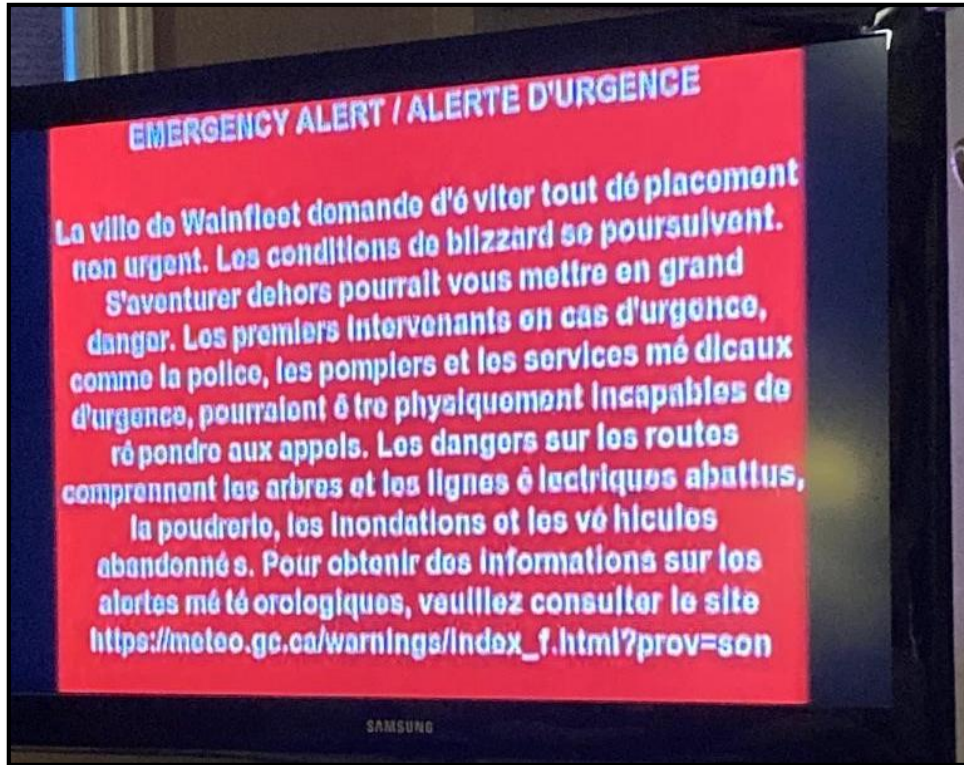 EMERGENCY ALERT / ALERTE D'URGENCE
La ville de Wainfleet demande d'é viter tout dé placement
non urgent. Les conditions de blizzard se poursuivent.
S'aventurer dehors pourrait vous mettre en grand
danger. Les premiers intervenants en cas d'urgence,
comme la police, les pompiers et les services mé dicaux
d'urgence, pourraient ê tre physiquement incapables de
ré pondre aux appels. Les dangers sur les routes
comprennent les arbres et les lignes é lectriques abattus,
la poudrerie, les inondations et les vé hicules
abandonné s. Pour obtenir des informations sur les
alertes mé té orologiques, veuillez consulter le site
https://meteo.gc.ca/warnings/index_f.html?prov=son
SAMSUNG